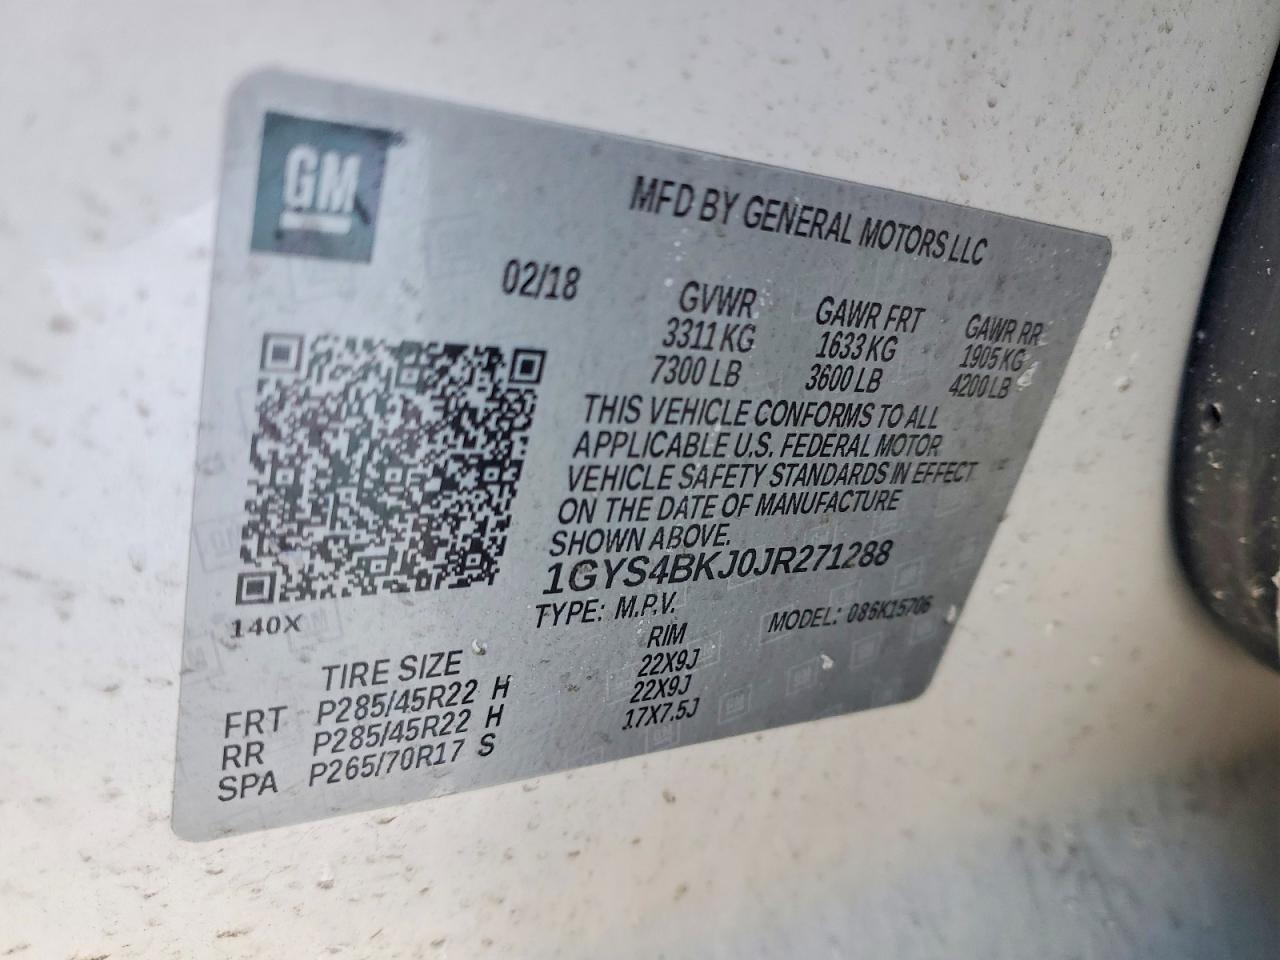 GM
MFD BY GENERAL MOTORS LLC
02/18
GVWR GAWR FRT GAWR RR
3311 KG 1633 KG 1905 KG
7300 LB 3600 LB 4200 LB
THIS VEHICLE CONFORMS TO ALL
APPLICABLE U.S. FEDERAL MOTOR
VEHICLE SAFETY STANDARDS IN EFFECT
ON THE DATE OF MANUFACTURE
SHOWN ABOVE.
1GYS4BKJ0JR271288
TYPE: M.P.V. MODEL: 086K15706
140X
TIRE SIZE RIM
FRT P285/45R22 H 22X9J
RR P285/45R22 H 22X9J
SPA P265/70R17 S 17X7.5J